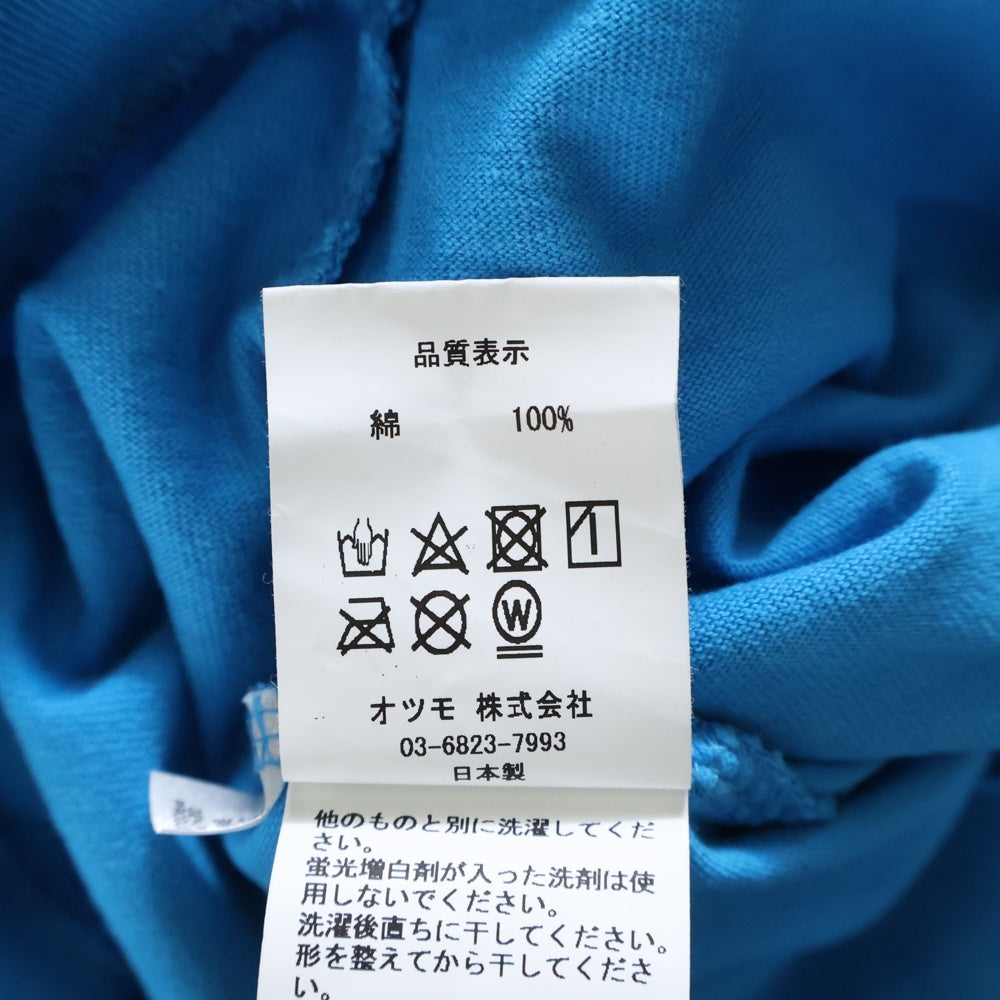 品質表示
綿 100%
W
オツモ 株式会社
03-6823-7993
日本製
他のものと別に洗濯してくだ
さい。
蛍光増白剤が入った洗剤は使
用しないでください。
洗濯後直ちに干してください。
形を整えてから干してくださ
い。